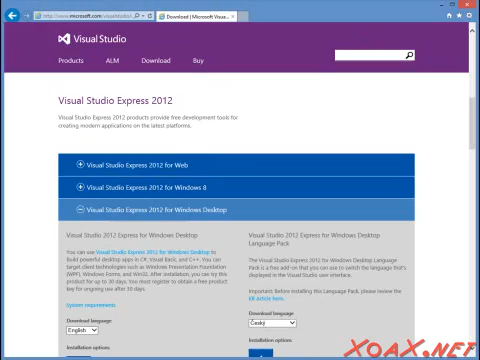 http://www.microsoft.com/visualstudio/
Download | Microsoft Visua...
Visual Studio
Products
ALM
Download
Buy
Visual Studio Express 2012
Visual Studio Express 2012 products provide free development tools for
creating modern applications on the latest platforms.
Visual Studio Express 2012 for Web
Visual Studio Express 2012 for Windows 8
Visual Studio Express 2012 for Windows Desktop
Visual Studio Express 2012 for Windows Desktop
You can use Visual Studio Express 2012 for Windows Desktop to
build powerful desktop apps in C#, Visual Basic, and C++. You can
target client technologies such as Windows Presentation Foundation
(WPF), Windows Forms, and Win32. After installation, you can try this
product for up to 30 days. You must register to obtain a free product
key for ongoing use after 30 days.
System requirements
Download language
English
Installation options
Visual Studio Express 2012 for Windows Desktop
Language Pack
The Visual Studio Express 2012 for Windows Desktop Language
Pack is a free add-on that you can use to switch the language that's
displayed in the Visual Studio user interface.
Important: Before installing this Language Pack, please review the
KB Article here.
Download language
Český
Installation options
XOAX.NET